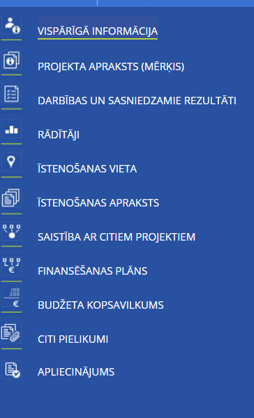 VISPĀRĪGĀ INFORMĀCIJA
PROJEKTA APRAKSTS (MĒRĶIS)
DARBĪBAS UN SASNIEDZAMIE REZULTĀTI
RĀDĪTĀJI
ĪSTENOŠANAS VIETA
ĪSTENOŠANAS APRAKSTS
SAISTĪBA AR CITIEM PROJEKTIEM
FINANSĒŠANAS PLĀNS
BUDŽETA KOPSAVILKUMS
CITI PIELIKUMI
APLIECINĀJUMS